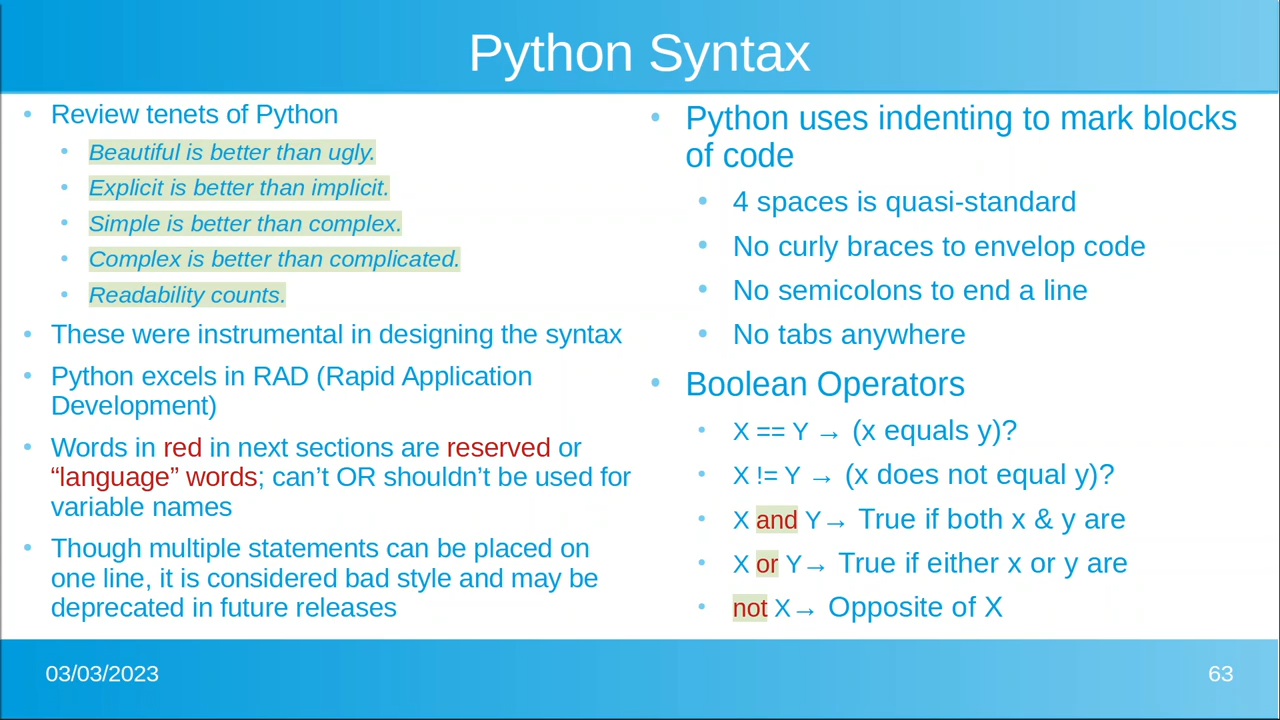 Python Syntax
• Review tenets of Python
• Beautiful is better than ugly.
• Explicit is better than implicit.
• Simple is better than complex.
• Complex is better than complicated.
• Readability counts.
• These were instrumental in designing the syntax
• Python excels in RAD (Rapid Application
Development)
• Words in red in next sections are reserved or
“language” words; can’t OR shouldn’t be used for
variable names
• Though multiple statements can be placed on
one line, it is considered bad style and may be
deprecated in future releases
• Python uses indenting to mark blocks
of code
• 4 spaces is quasi-standard
• No curly braces to envelop code
• No semicolons to end a line
• No tabs anywhere
• Boolean Operators
• X == Y → (x equals y)?
• X != Y → (x does not equal y)?
• X and Y→ True if both x & y are
• X or Y→ True if either x or y are
• not X→ Opposite of X
03/03/2023
63